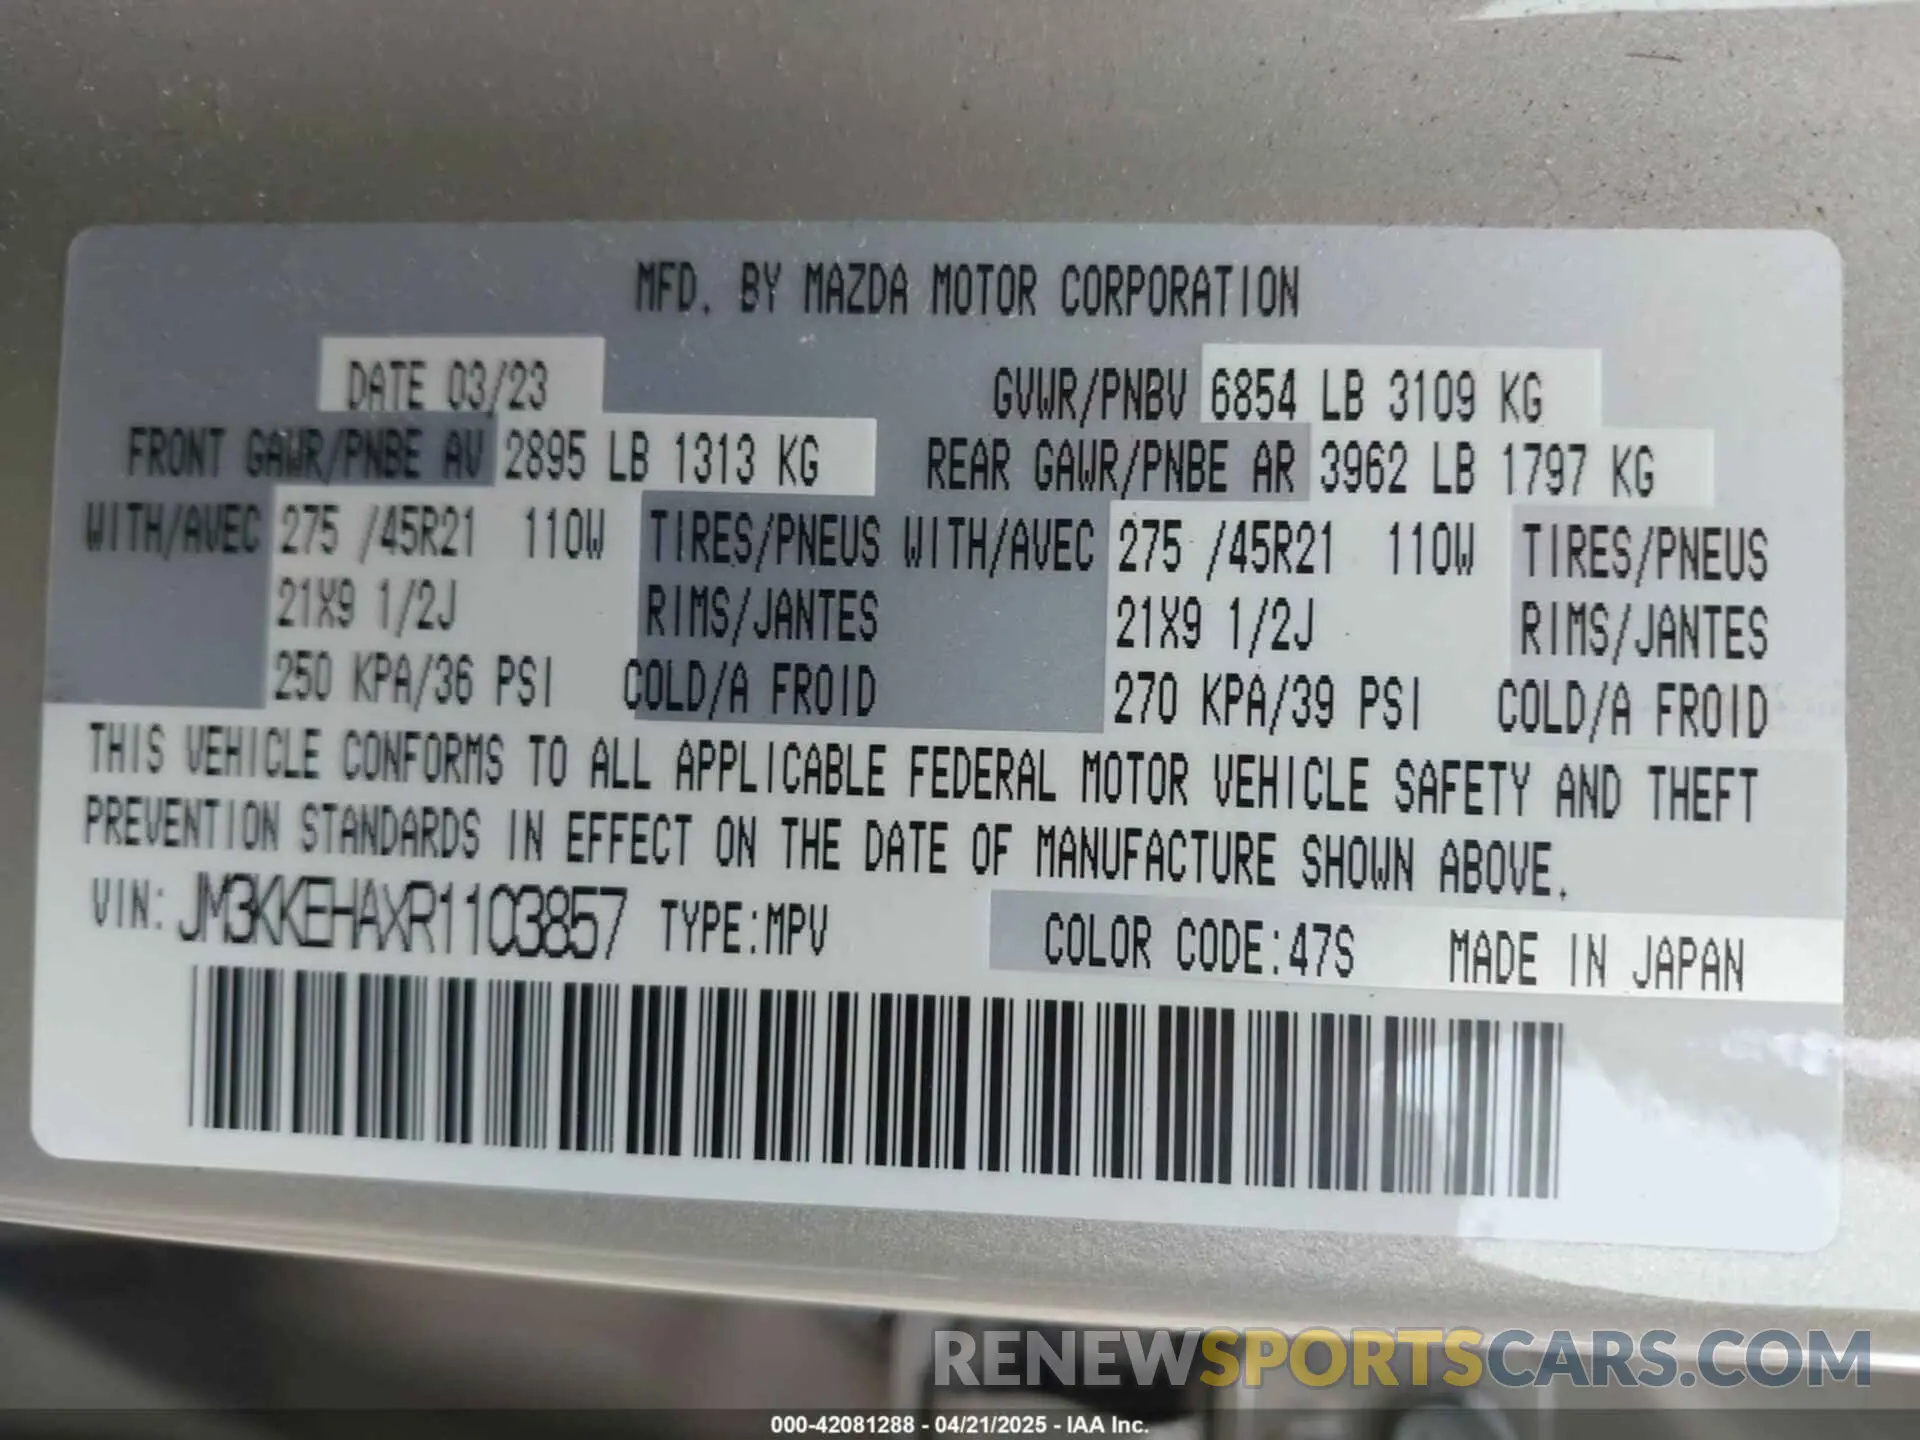 MFD. BY MAZDA MOTOR CORPORATION
DATE 03/23 GVWR/PNBV 6854 LB 3109 KG
FRONT GAWR/PNBE AV 2895 LB 1313 KG REAR GAWR/PNBE AR 3962 LB 1797 KG
WITH/AVEC 275 /45R21 110W TIRES/PNEUS WITH/AVEC 275 /45R21 110W TIRES/PNEUS
21X9 1/2J RIMS/JANTES 21X9 1/2J RIMS/JANTES
250 KPA/36 PSI COLD/A FROID 270 KPA/39 PSI COLD/A FROID
THIS VEHICLE CONFORMS TO ALL APPLICABLE FEDERAL MOTOR VEHICLE SAFETY AND THEFT
PREVENTION STANDARDS IN EFFECT ON THE DATE OF MANUFACTURE SHOWN ABOVE.
VIN: JM3KKEHAXR1103857 TYPE:MPV COLOR CODE:47S MADE IN JAPAN
RENEWSPORTSCARS.COM
000-42081288 - 04/21/2025 - IAA Inc.